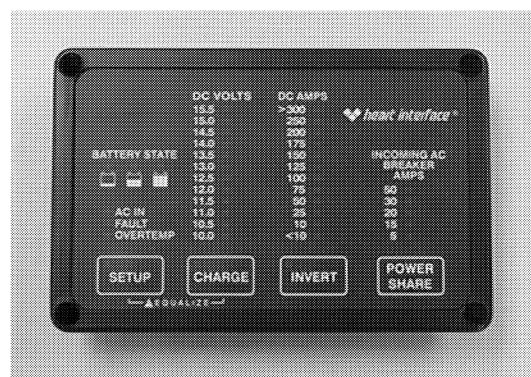 DC VOLTS
15.5
15.0
14.5
14.0
13.5
13.0
12.5
12.0
11.5
11.0
10.5
10.0
DC AMPS
>300
250
200
175
150
125
100
75
50
25
10
<10
heart interface®
BATTERY STATE
AC IN
FAULT
OVERTEMP
INCOMING AC
BREAKER
AMPS
50
30
20
15
5
SETUP
CHARGE
INVERT
POWER
SHARE
EQUALIZE